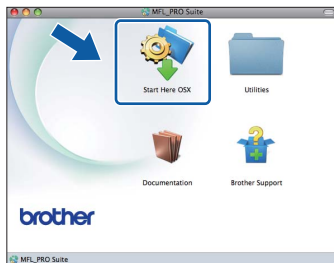 MFL_PRO Suite
Start Here OSX
Utilities
Documentation
Brother Support
brother
MFL_PRO Suite